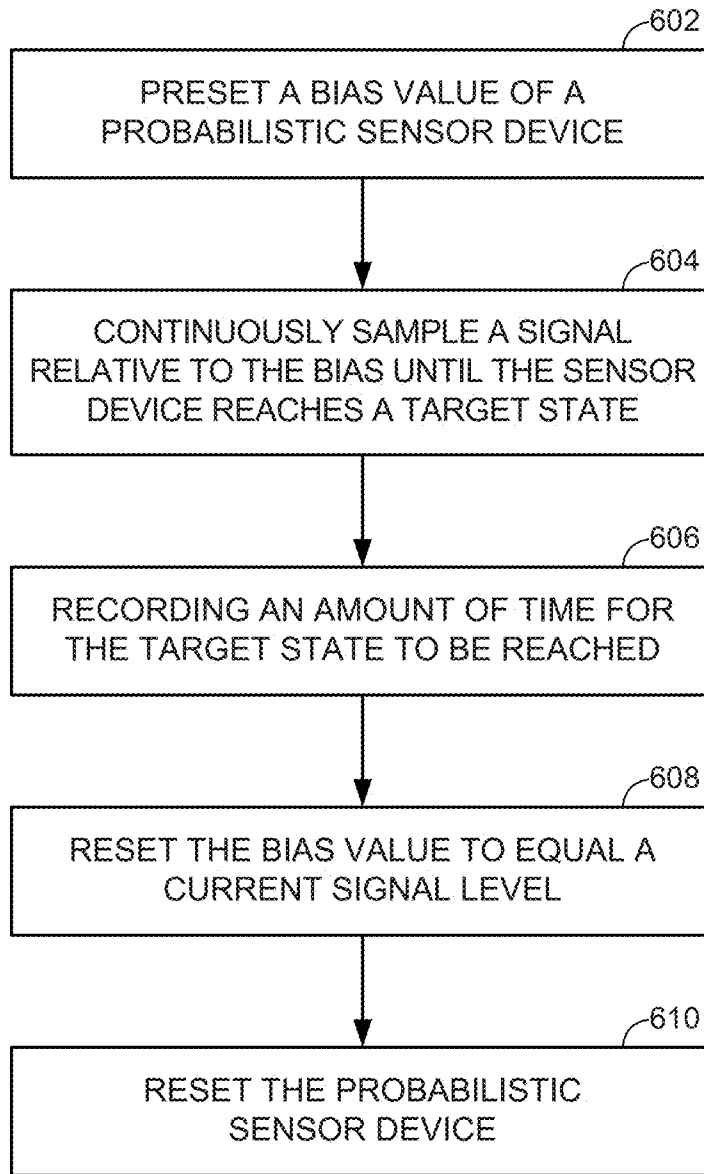 602
PRESET A BIAS VALUE OF A
PROBABILISTIC SENSOR DEVICE
604
CONTINUOUSLY SAMPLE A SIGNAL
RELATIVE TO THE BIAS UNTIL THE SENSOR
DEVICE REACHES A TARGET STATE
606
RECORDING AN AMOUNT OF TIME FOR
THE TARGET STATE TO BE REACHED
608
RESET THE BIAS VALUE TO EQUAL A
CURRENT SIGNAL LEVEL
610
RESET THE PROBABILISTIC
SENSOR DEVICE